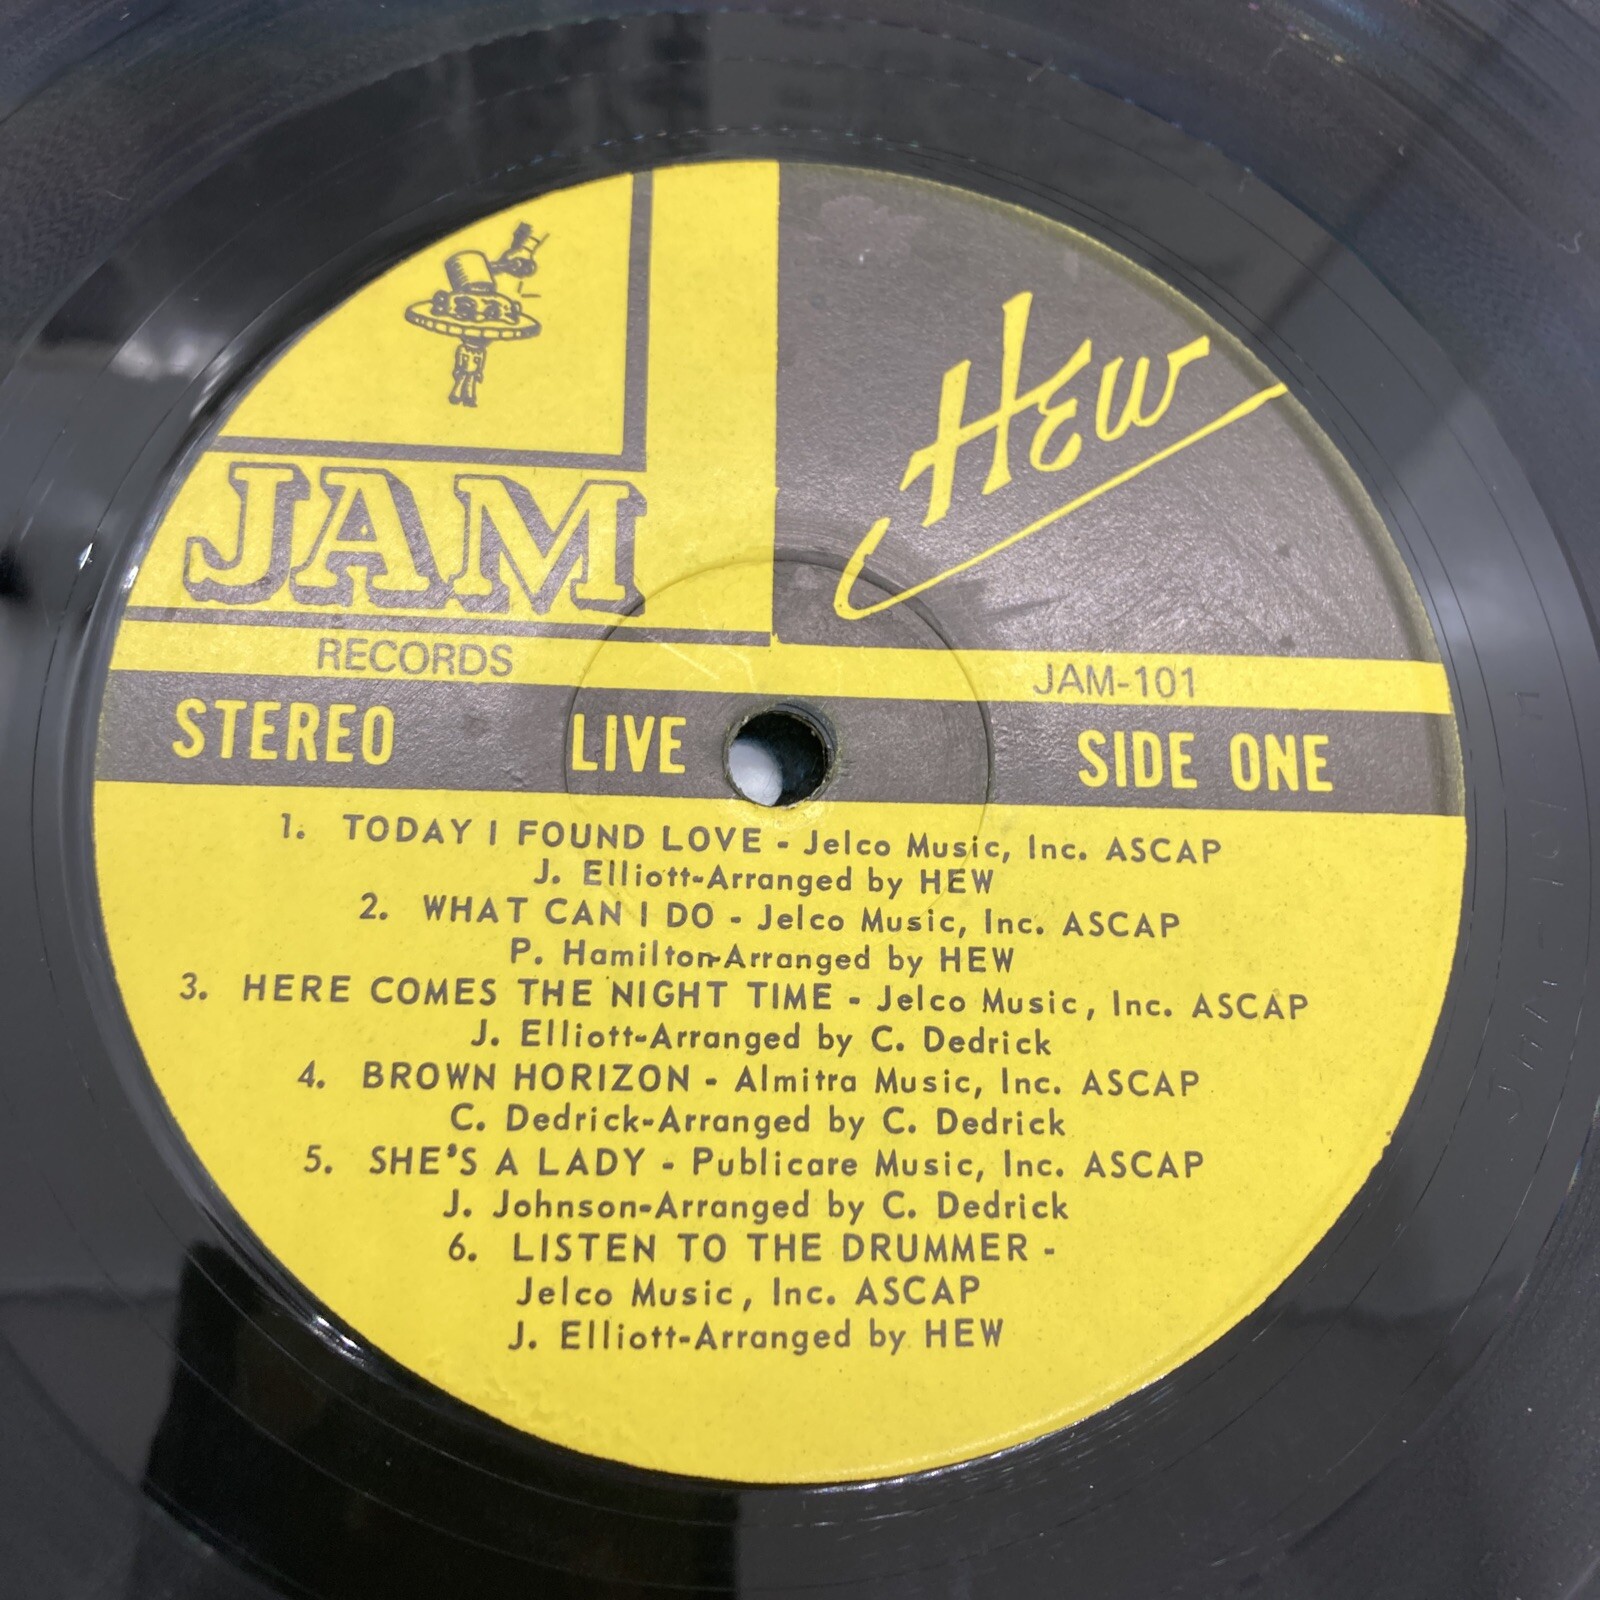 Hew
JAM
RECORDS
JAM-101
STEREO LIVE SIDE ONE
1. TODAY I FOUND LOVE - Jelco Music, Inc. ASCAP
J. Elliott-Arranged by HEW
2. WHAT CAN I DO - Jelco Music, Inc. ASCAP
P. Hamilton-Arranged by HEW
3. HERE COMES THE NIGHT TIME - Jelco Music, Inc. ASCAP
J. Elliott-Arranged by C. Dedrick
4. BROWN HORIZON - Almitra Music, Inc. ASCAP
C. Dedrick-Arranged by C. Dedrick
5. SHE'S A LADY - Publicare Music, Inc. ASCAP
J. Johnson-Arranged by C. Dedrick
6. LISTEN TO THE DRUMMER -
Jelco Music, Inc. ASCAP
J. Elliott-Arranged by HEW